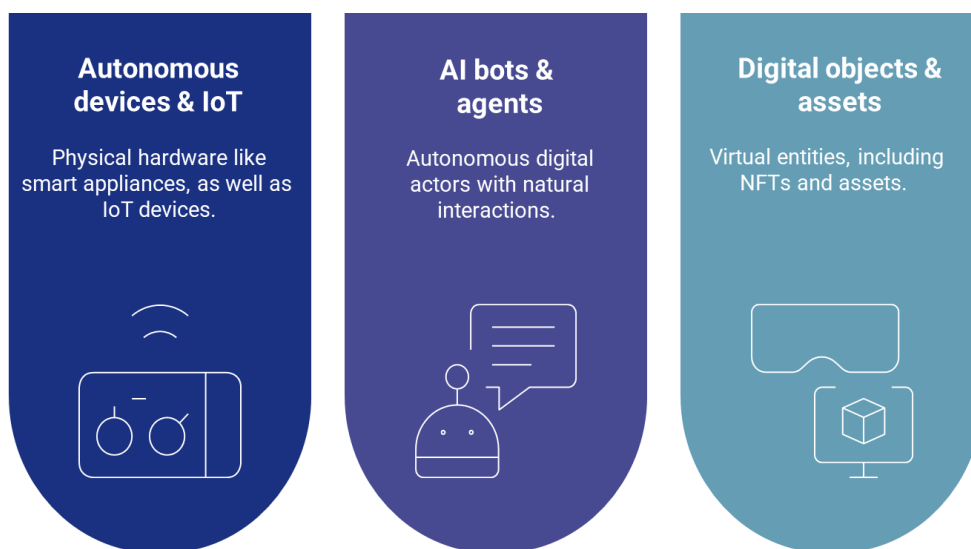 Autonomous
devices & IoT
Physical hardware like
smart appliances, as well as
IoT devices.
AI bots &
agents
Autonomous digital
actors with natural
interactions.
Digital objects &
assets
Virtual entities, including
NFTs and assets.